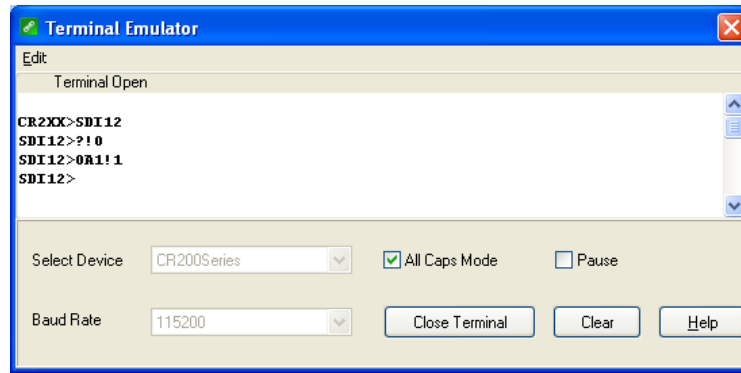 Terminal Emulator
Edit
Terminal Open
CR2XX>SDI12
SDI12>?!0
SDI12>0A1!1
SDI12>
Select Device CR200Series All Caps Mode Pause
Baud Rate 115200 Close Terminal Clear Help